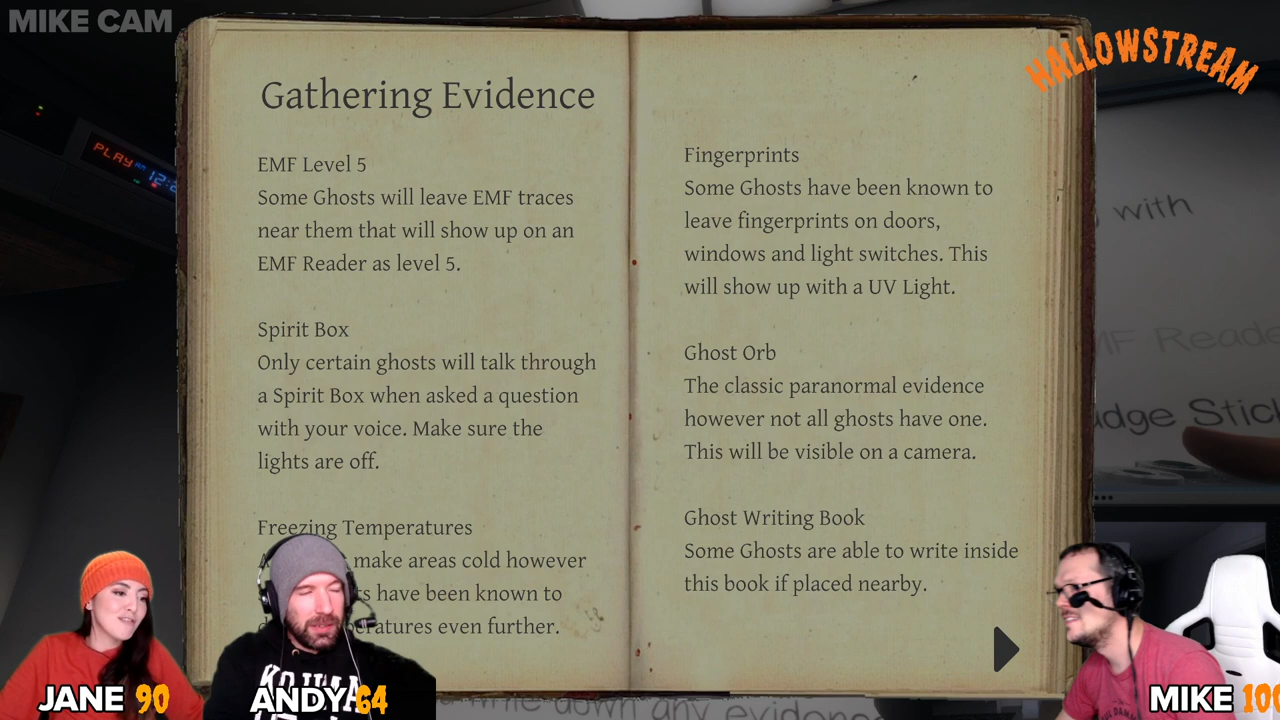 MIKE CAM
HALLOWSTREAM
PLAY
Gathering Evidence
EMF Level 5
Some Ghosts will leave EMF traces
near them that will show up on an
EMF Reader as level 5.
Spirit Box
Only certain ghosts will talk through
a Spirit Box when asked a question
with your voice. Make sure the
lights are off.
Freezing Temperatures
make areas cold however
have been known to
even further.
Fingerprints
Some Ghosts have been known to
leave fingerprints on doors,
windows and light switches. This
will show up with a UV Light.
Ghost Orb
The classic paranormal evidence
however not all ghosts have one.
This will be visible on a camera.
Ghost Writing Book
Some Ghosts are able to write inside
this book if placed nearby.
with
down any
JANE 90
ANDY 64
MIKE